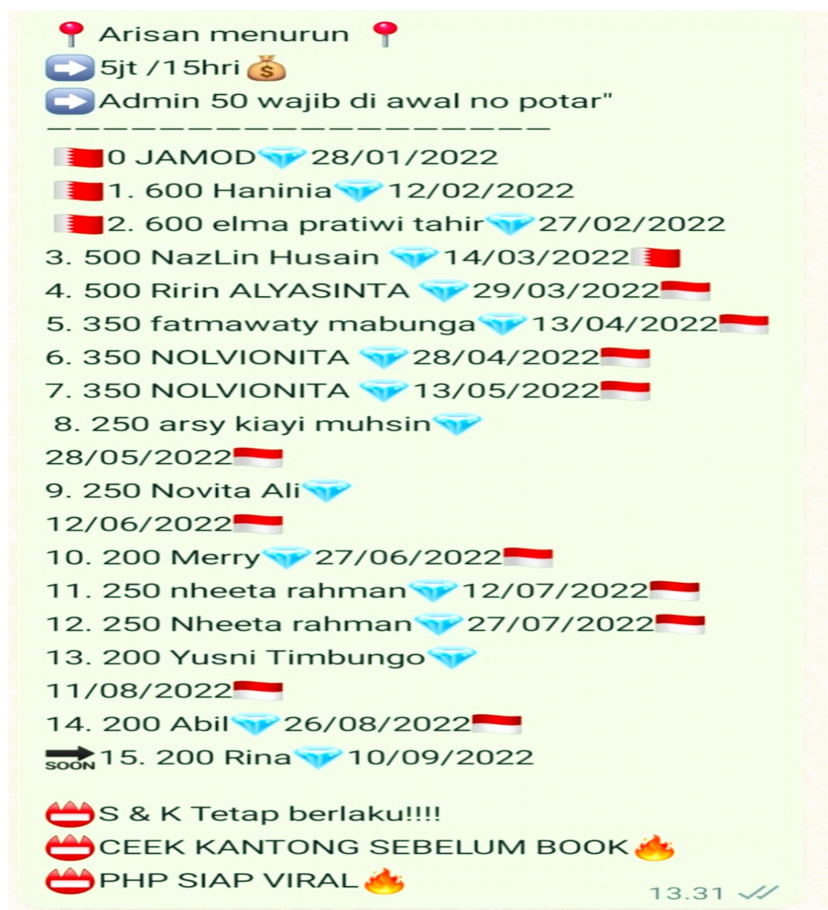 📍 Arisan menurun 📍
➡️5jt /15hri💰
➡️Admin 50 wajib di awal no potar"
——————————————————
🇧🇭0 JAMOD💎28/01/2022
🇧🇭1. 600 Haninia💎12/02/2022
🇧🇭2. 600 elma pratiwi tahir💎27/02/2022
3. 500 NazLin Husain 💎14/03/2022🇧🇭
4. 500 Ririn ALYASINTA 💎29/03/2022🇮🇩
5. 350 fatmawaty mabunga💎13/04/2022🇮🇩
6. 350 NOLVIONITA 💎28/04/2022🇮🇩
7. 350 NOLVIONITA 💎13/05/2022🇮🇩
8. 250 arsy kiayi muhsin💎
28/05/2022🇮🇩
9. 250 Novita Ali💎
12/06/2022🇮🇩
10. 200 Merry💎27/06/2022🇮🇩
11. 250 nheeta rahman💎12/07/2022🇮🇩
12. 250 Nheeta rahman💎27/07/2022🇮🇩
13. 200 Yusni Timbungo💎
11/08/2022🇮🇩
14. 200 Abil💎26/08/2022🇮🇩
🔜15. 200 Rina💎10/09/2022
📛S & K Tetap berlaku!!!!
📛CEEK KANTONG SEBELUM BOOK🔥
📛PHP SIAP VIRAL🔥
13.31